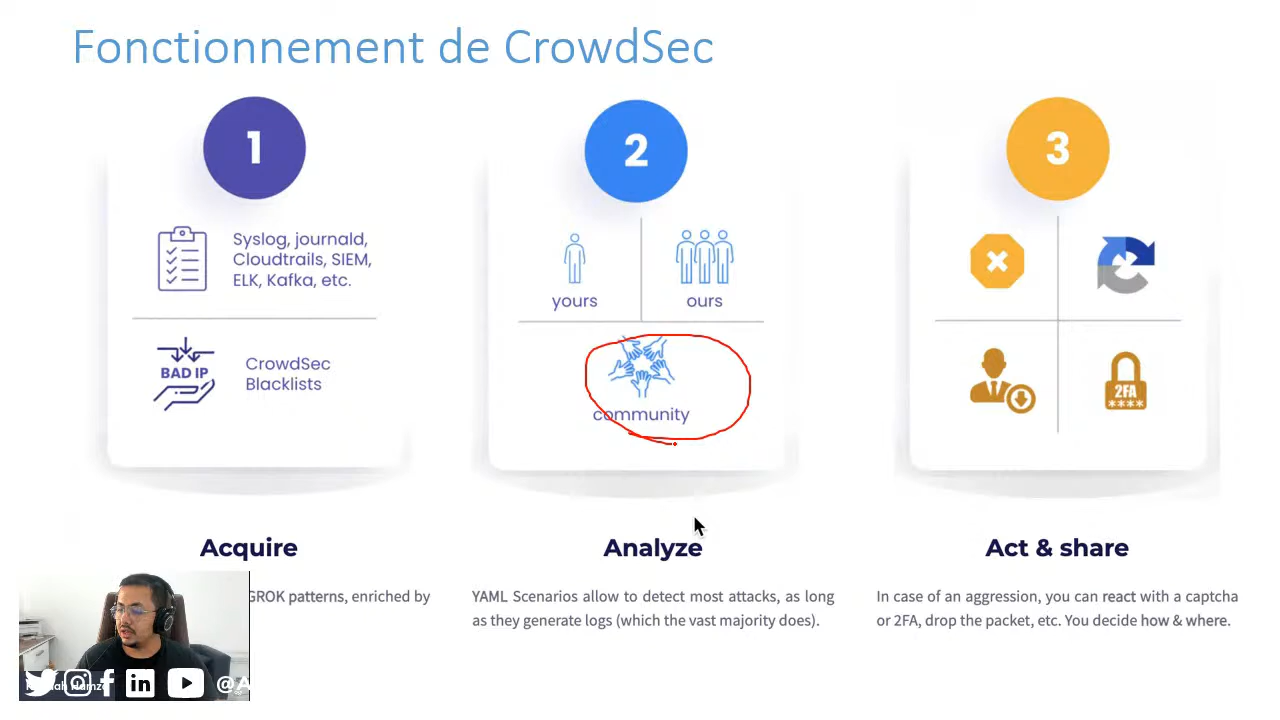 Fonctionnement de CrowdSec
1
Syslog, journald,
Cloudtrails, SIEM,
ELK, Kafka, etc.
BAD IP
CrowdSec
Blacklists
Acquire
GROK patterns, enriched by
2
yours
ours
community
Analyze
YAML Scenarios allow to detect most attacks, as long
as they generate logs (which the vast majority does).
3
2FA
****
Act & share
In case of an aggression, you can react with a captcha
or 2FA, drop the packet, etc. You decide how & where.
in
@A